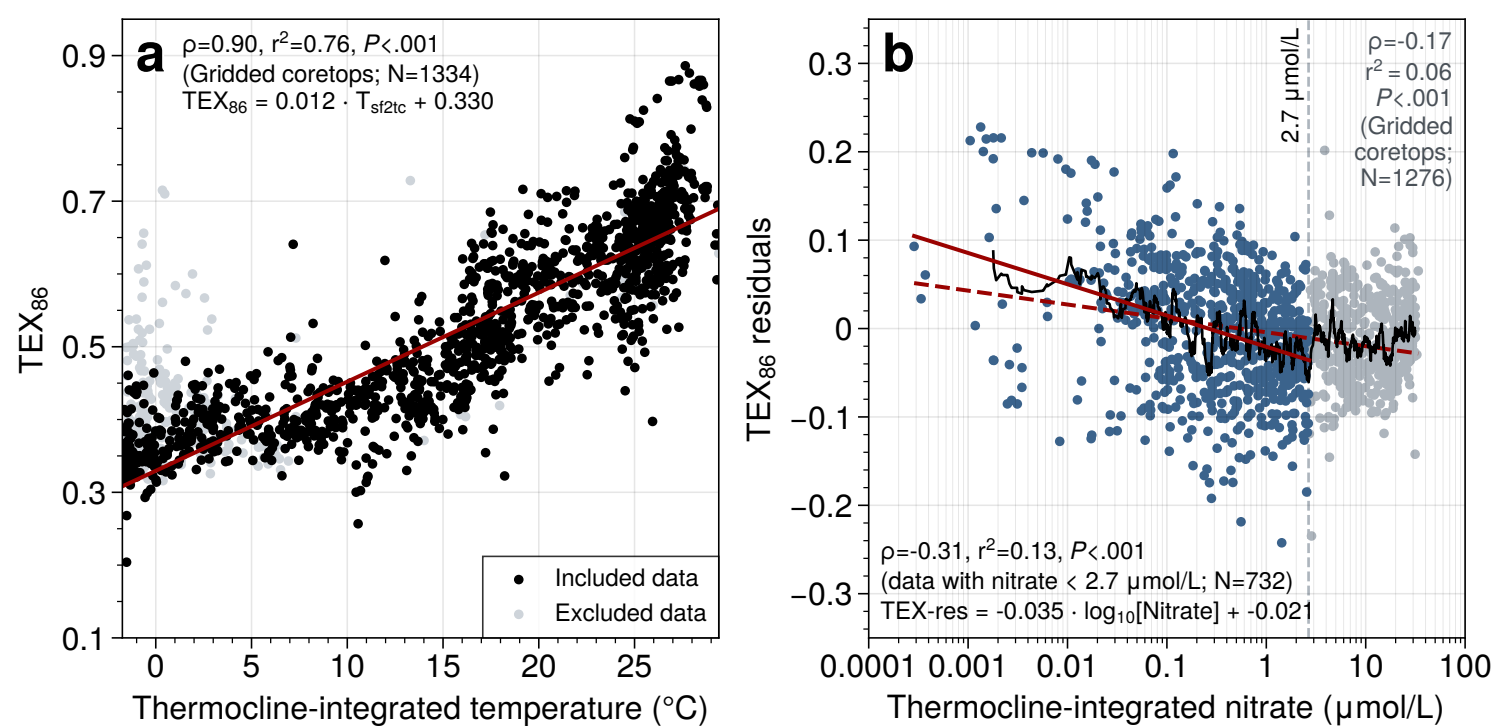 a
ρ=0.90, r²=0.76, P<.001
(Gridded coretops; N=1334)
TEX₈₆ = 0.012 · Tsf2tc + 0.330
0.9
0.7
0.5
0.3
0.1
TEX₈₆
Included data
Excluded data
0
5
10
15
20
25
Thermocline-integrated temperature (°C)
b
2.7 μmol/L
ρ=-0.17
r² = 0.06
P<.001
(Gridded
coretops;
N=1276)
0.3
0.2
0.1
0
−0.1
−0.2
−0.3
TEX₈₆ residuals
ρ=-0.31, r²=0.13, P<.001
(data with nitrate < 2.7 μmol/L; N=732)
TEX-res = -0.035 · log₁₀[Nitrate] + -0.021
0.0001
0.001
0.01
0.1
1
10
100
Thermocline-integrated nitrate (μmol/L)